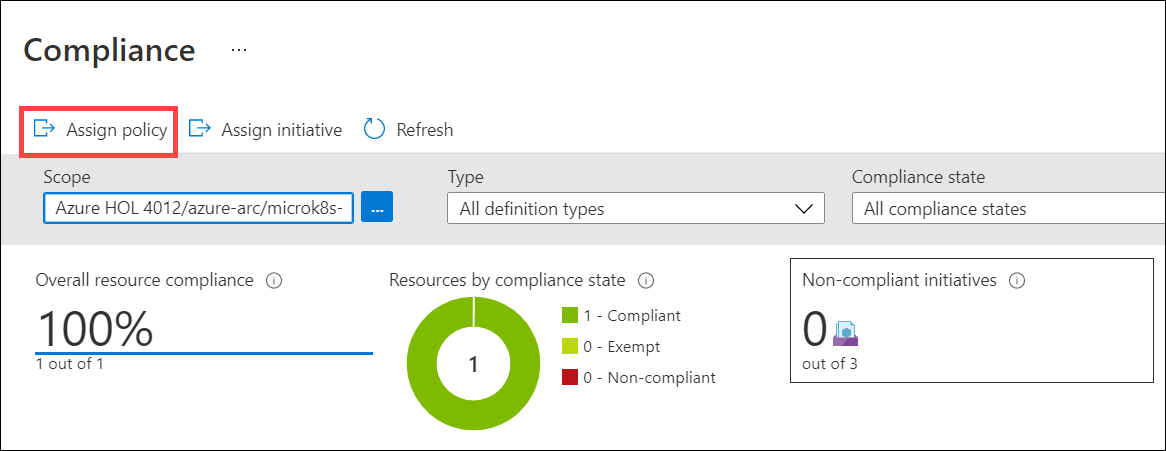 Compliance ...
Assign policy Assign initiative Refresh
Scope Type Compliance state
Azure HOL 4012/azure-arc/microk8s- ... All definition types All compliance states
Overall resource compliance Resources by compliance state Non-compliant initiatives
100% 1 1 - Compliant 0
0 - Exempt
1 out of 1 0 - Non-compliant out of 3